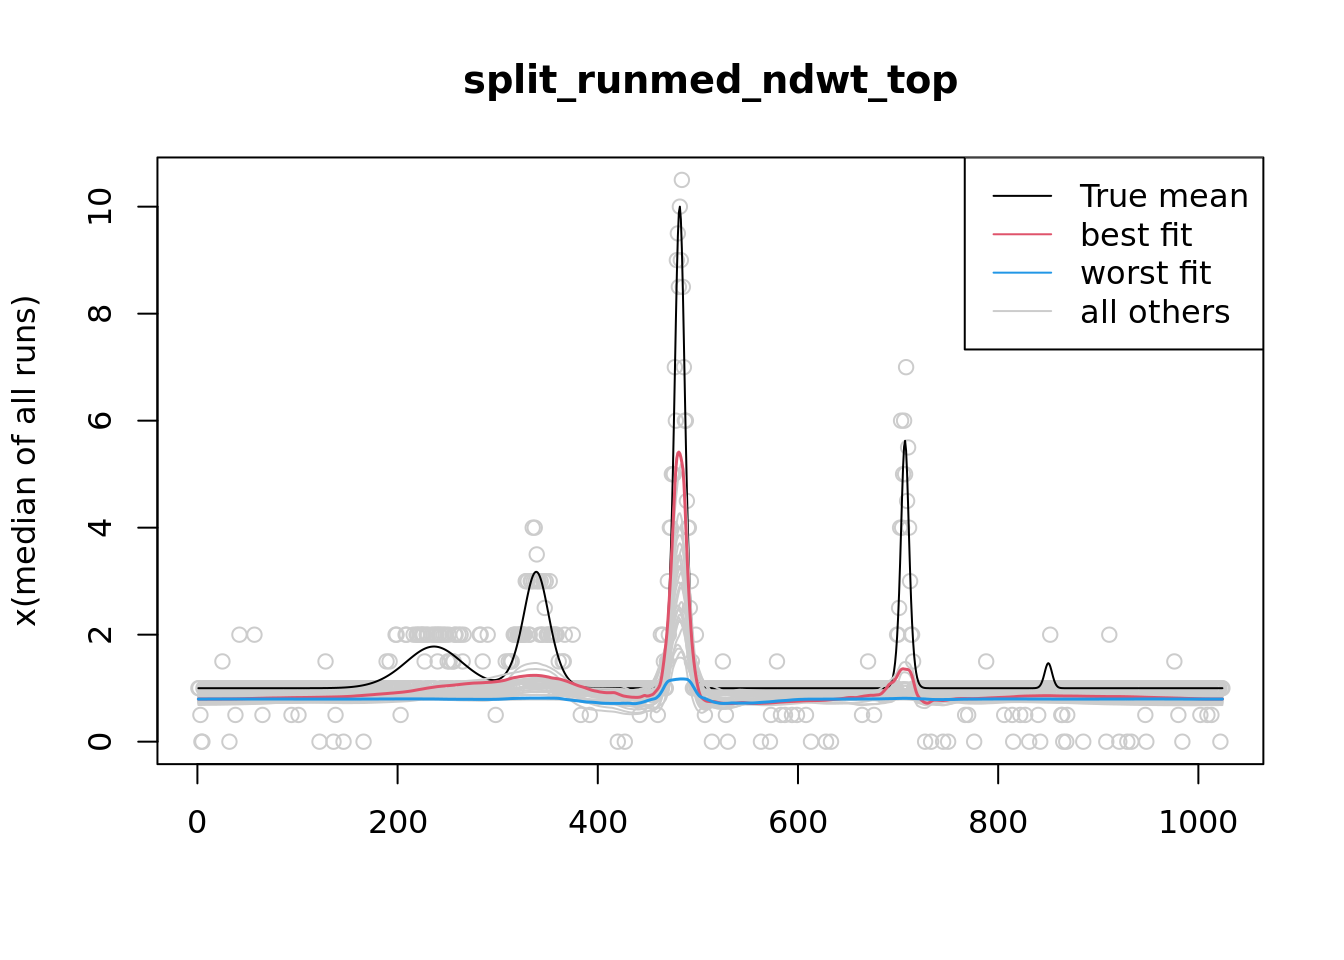 split_runmed_ndwt_top
True mean
best fit
worst fit
all others
x(median of all runs)
10
8
6
4
2
0
0 200 400 600 800 1000